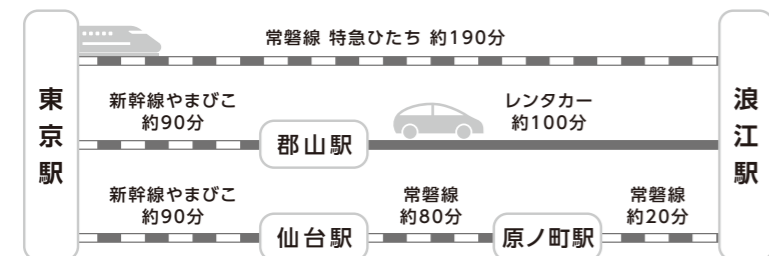 東京駅
常磐線 特急ひたち 約190分
浪江駅
新幹線やまびこ
約90分
郡山駅
レンタカー
約100分
新幹線やまびこ
約90分
仙台駅
常磐線
約80分
原ノ町駅
常磐線
約20分